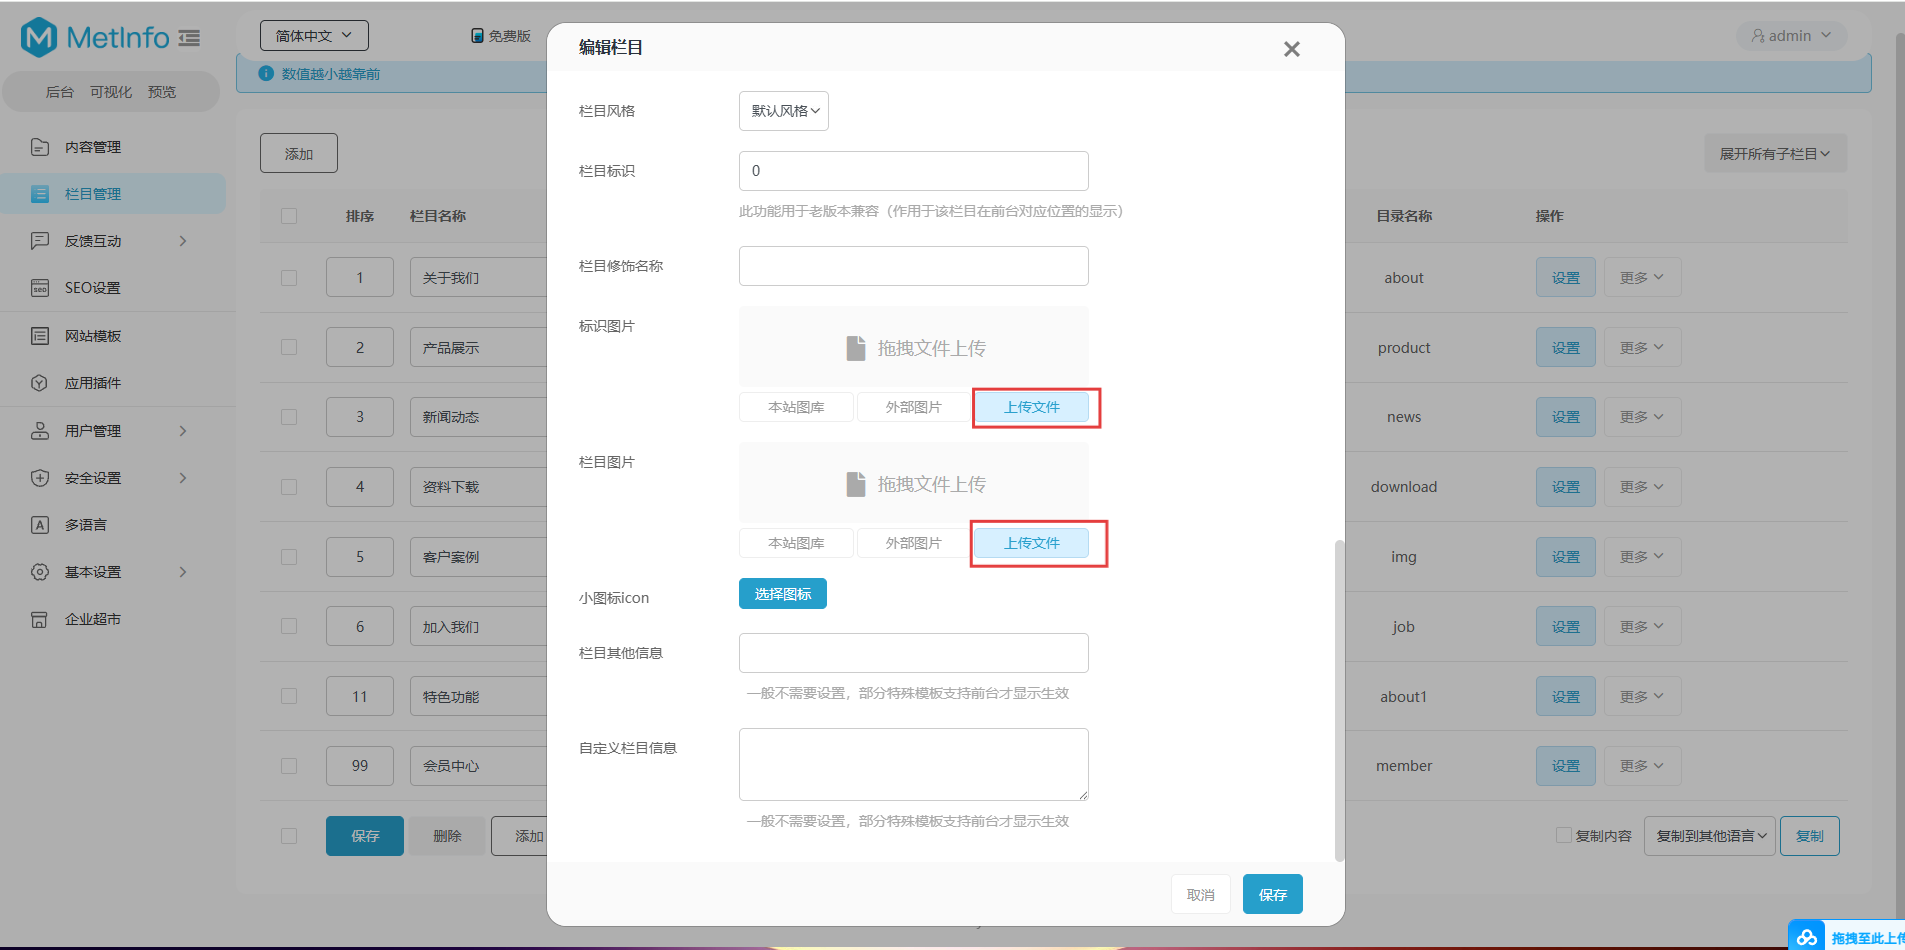 MetInfo
简体中文
免费版
admin
后台 可视化 预览
数值越小越靠前
内容管理
栏目管理
反馈互动
SEO设置
网站模板
应用插件
用户管理
安全设置
多语言
基本设置
企业超市
添加
展开所有子栏目
排序 栏目名称 目录名称 操作
1 关于我们 about 设置 更多
2 产品展示 product 设置 更多
3 新闻动态 news 设置 更多
4 资料下载 download 设置 更多
5 客户案例 img 设置 更多
6 加入我们 job 设置 更多
11 特色功能 about1 设置 更多
99 会员中心 member 设置 更多
保存 删除 添加
复制内容 复制到其他语言 复制
编辑栏目
栏目风格 默认风格
栏目标识 0
此功能用于老版本兼容（作用于该栏目在前台对应位置的显示）
栏目修饰名称
标识图片 拖拽文件上传
本站图库 外部图片 上传文件
栏目图片 拖拽文件上传
本站图库 外部图片 上传文件
小图标icon 选择图标
栏目其他信息
一般不需要设置，部分特殊模板支持前台才显示生效
自定义栏目信息
一般不需要设置，部分特殊模板支持前台才显示生效
取消 保存
拖拽至此上传